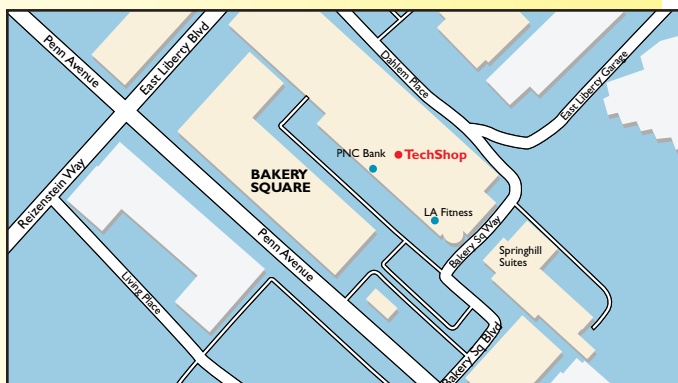 Penn Avenue
East Liberty Blvd
Dahlem Place
East Liberty Garage
PNC Bank
TechShop
BAKERY
SQUARE
Reizenstein Way
LA Fitness
Penn Avenue
Bakery Sq Way
Springhill
Suites
Living Place
Bakery Sq Blvd